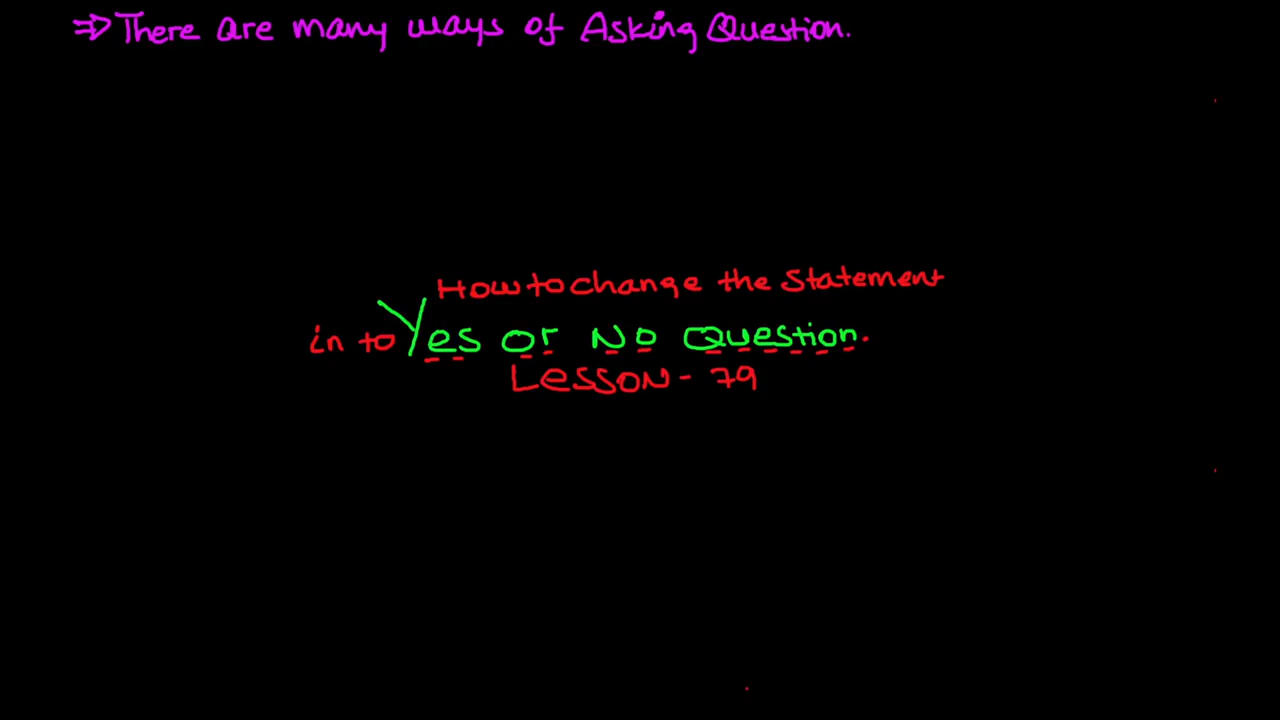 ⇒ There are many ways of Asking Question.
How to change the Statement
in to Yes Or No Question.
Lesson - 79